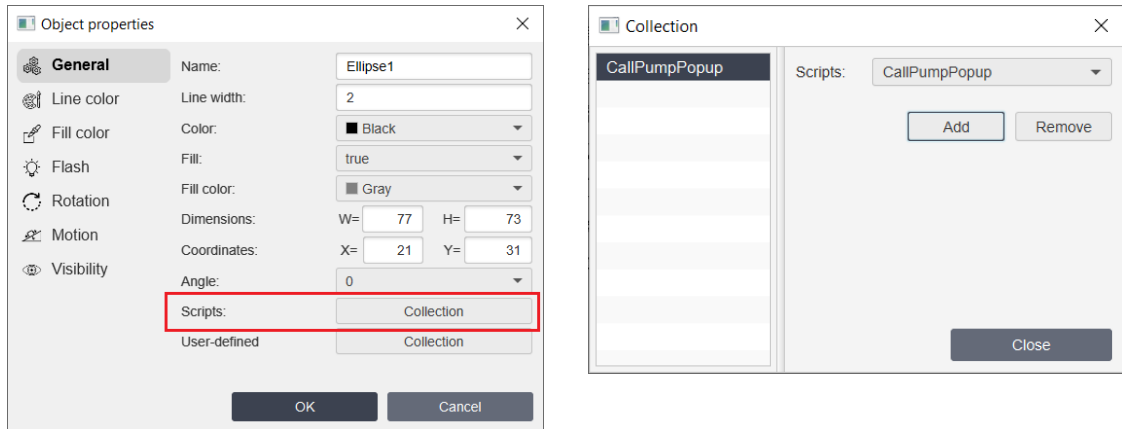 Object properties
General
Line color
Fill color
Flash
Rotation
Motion
Visibility
Name: Ellipse1
Line width: 2
Color: Black
Fill: true
Fill color: Gray
Dimensions: W= 77 H= 73
Coordinates: X= 21 Y= 31
Angle: 0
Scripts: Collection
User-defined Collection
OK Cancel
Collection
CallPumpPopup
Scripts: CallPumpPopup
Add Remove
Close